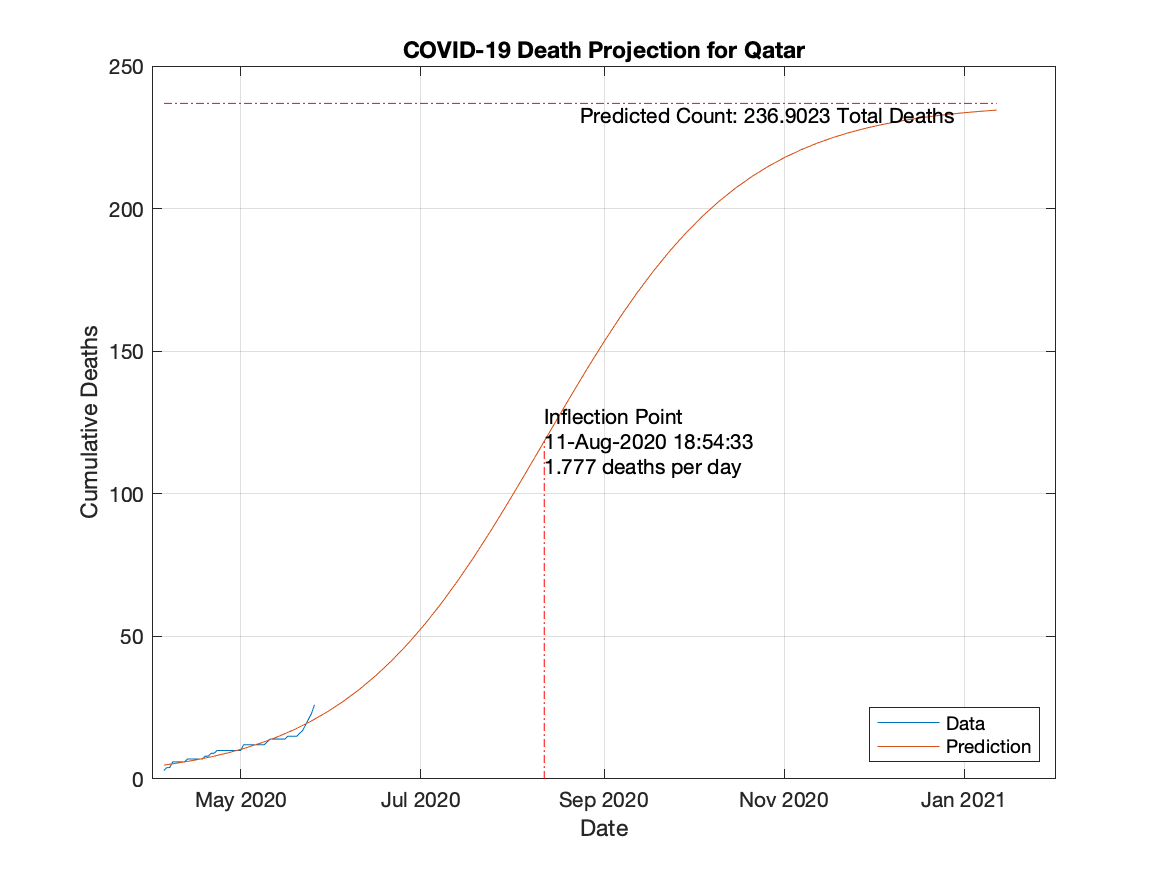 COVID-19 Death Projection for Qatar
250
200
150
100
50
0
Cumulative Deaths
Predicted Count: 236.9023 Total Deaths
Inflection Point
11-Aug-2020 18:54:33
1.777 deaths per day
Data
Prediction
May 2020
Jul 2020
Sep 2020
Nov 2020
Jan 2021
Date